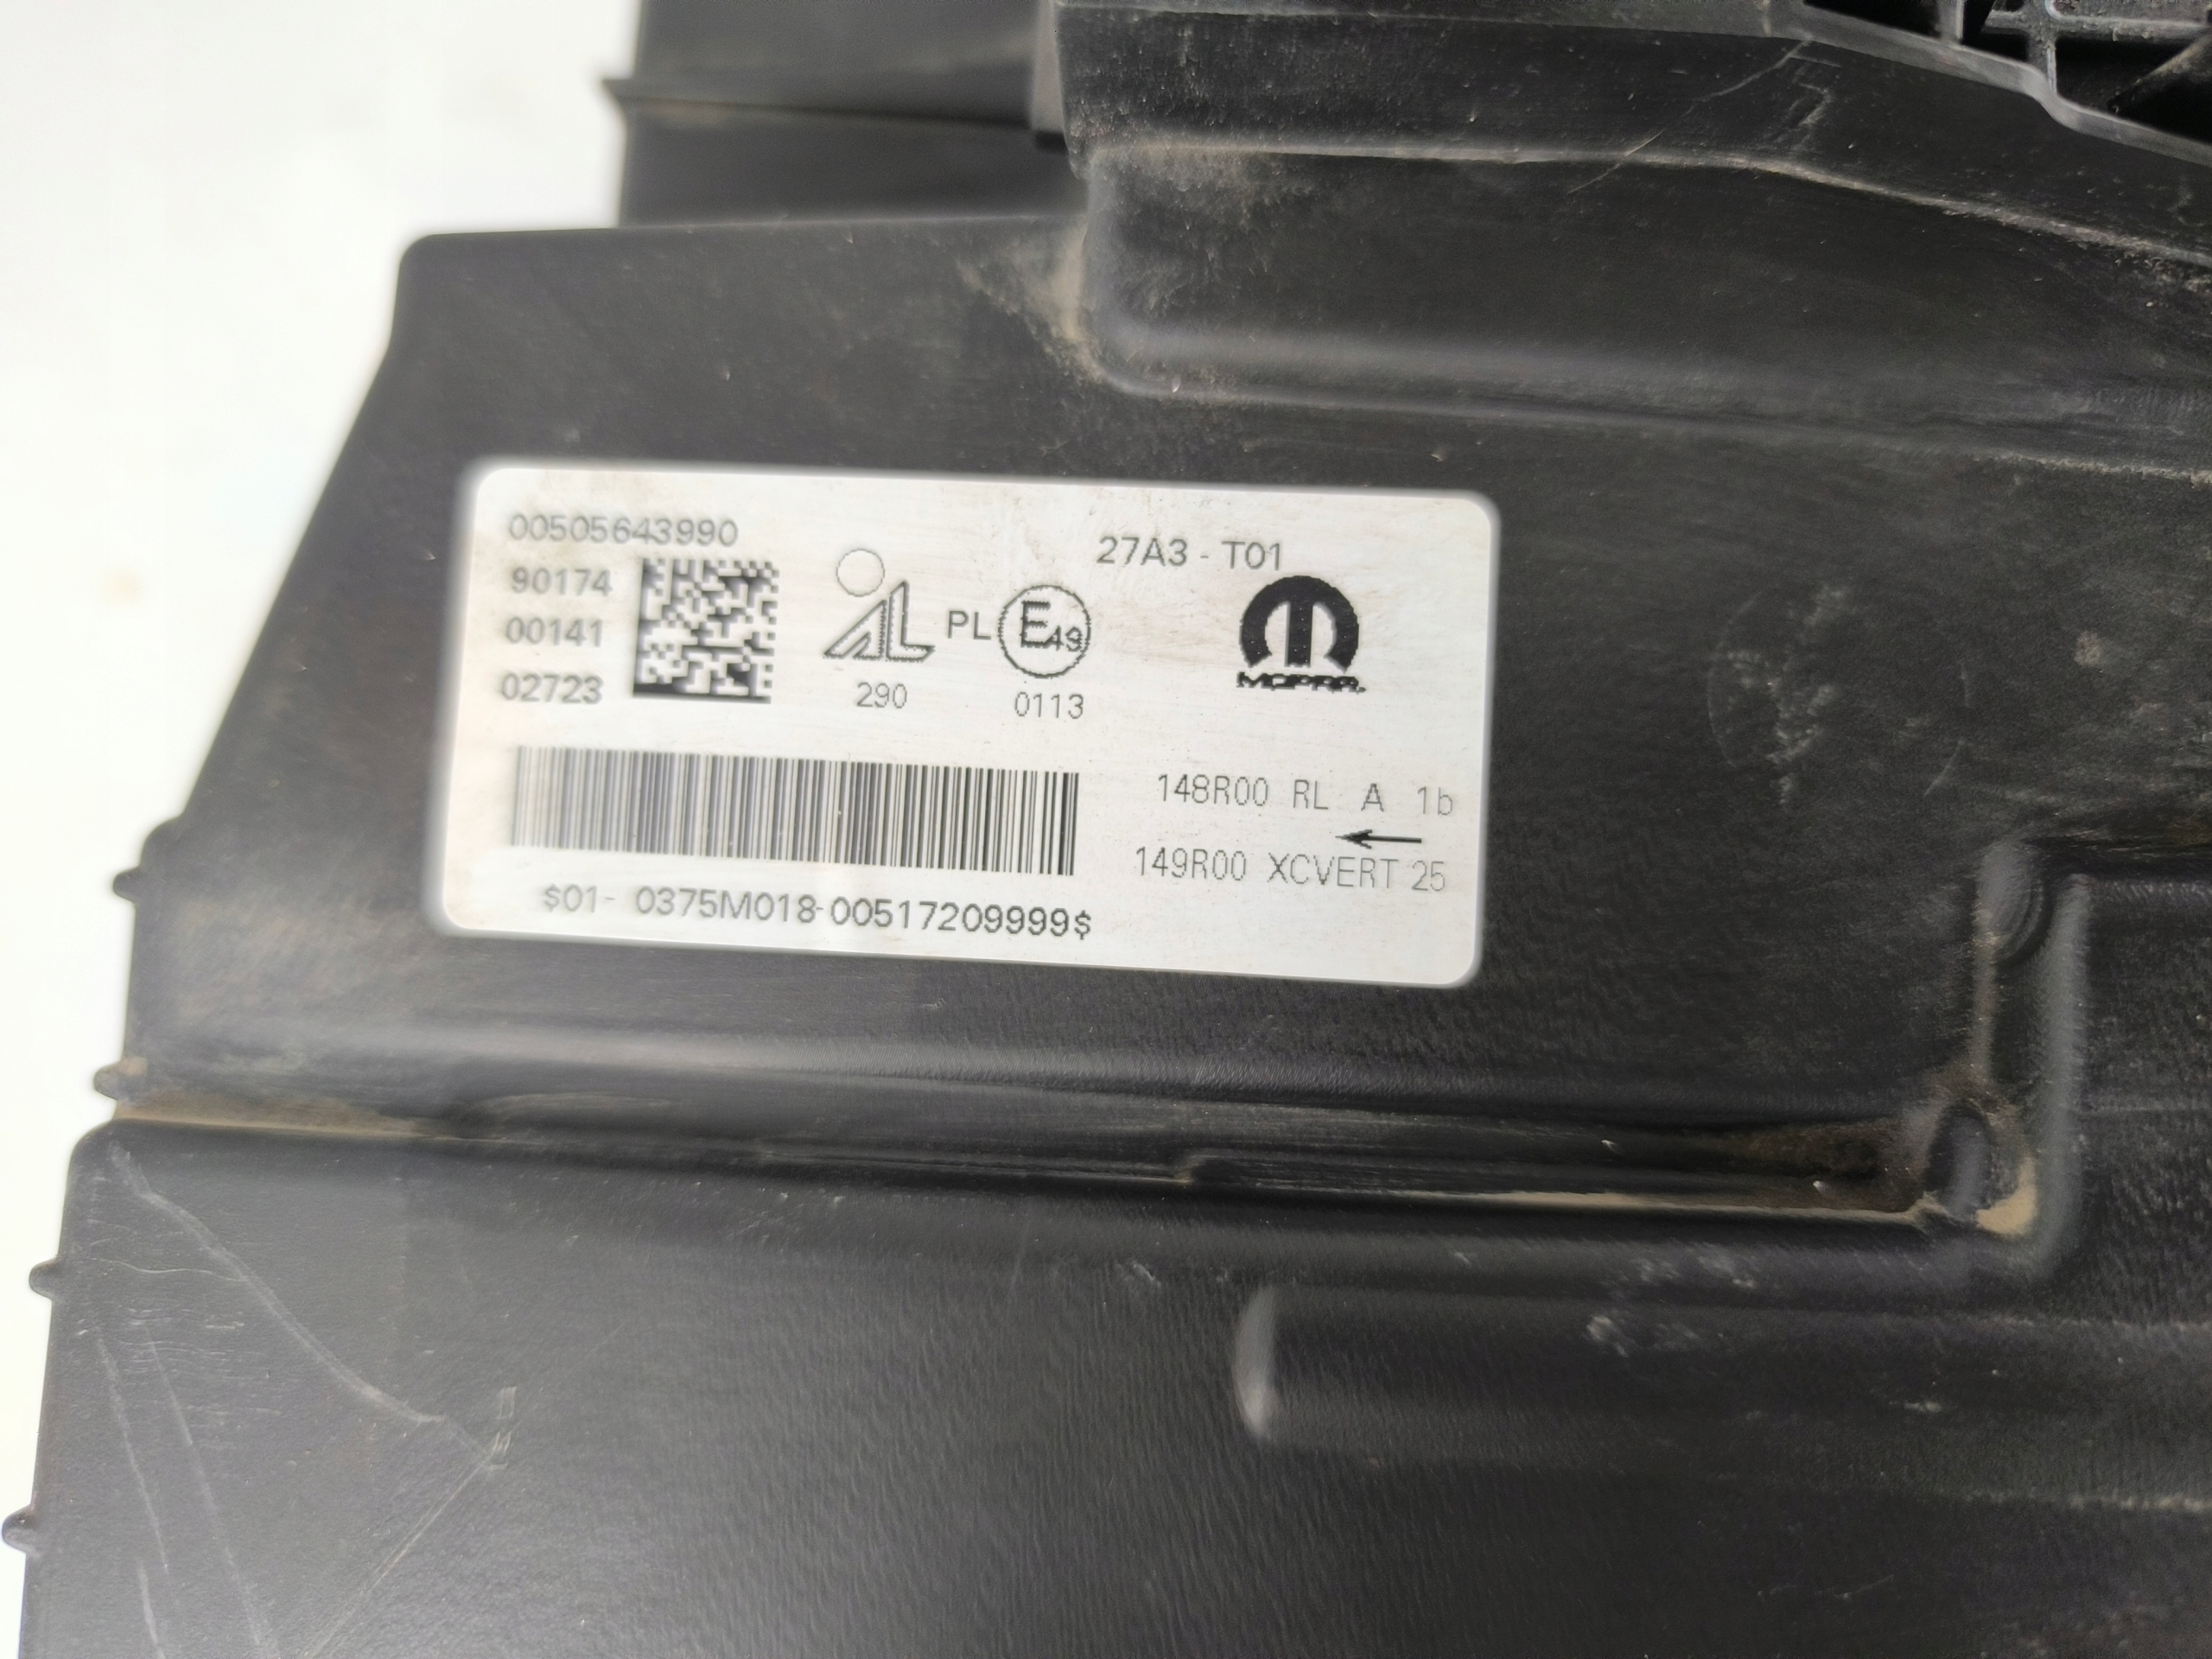 00505643990
27A3 - T01
90174
00141
02723
AL
PL E49
290
0113
MOPAR.
148R00 RL A 1b
149R00 XCVERT 25
$01- 0375M018-00517209999$